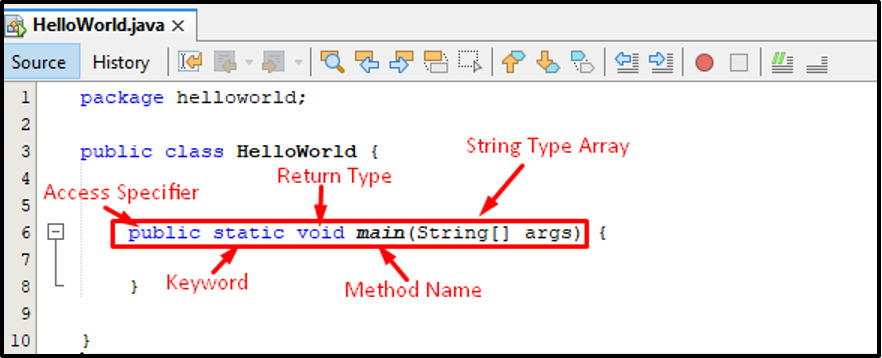 HelloWorld.java
Source History
1 package helloworld;
2
3 public class HelloWorld {
String Type Array
4
Return Type
5
Access Specifier
6 public static void main(String[] args) {
7
Keyword
Method Name
8 }
9
10 }